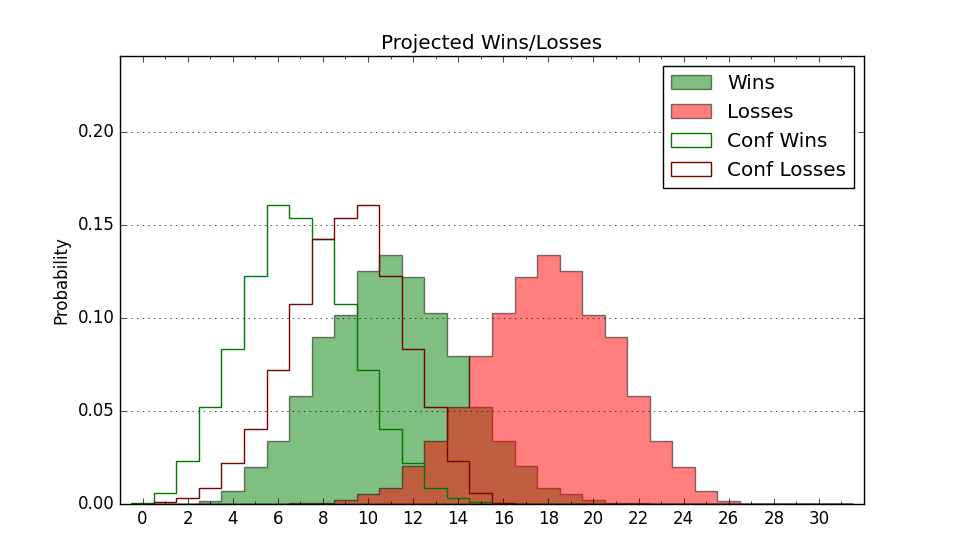 Projected Wins/Losses
Wins
Losses
Conf Wins
Conf Losses
Probability
0.20
0.15
0.10
0.05
0.00
0 2 4 6 8 10 12 14 16 18 20 22 24 26 28 30